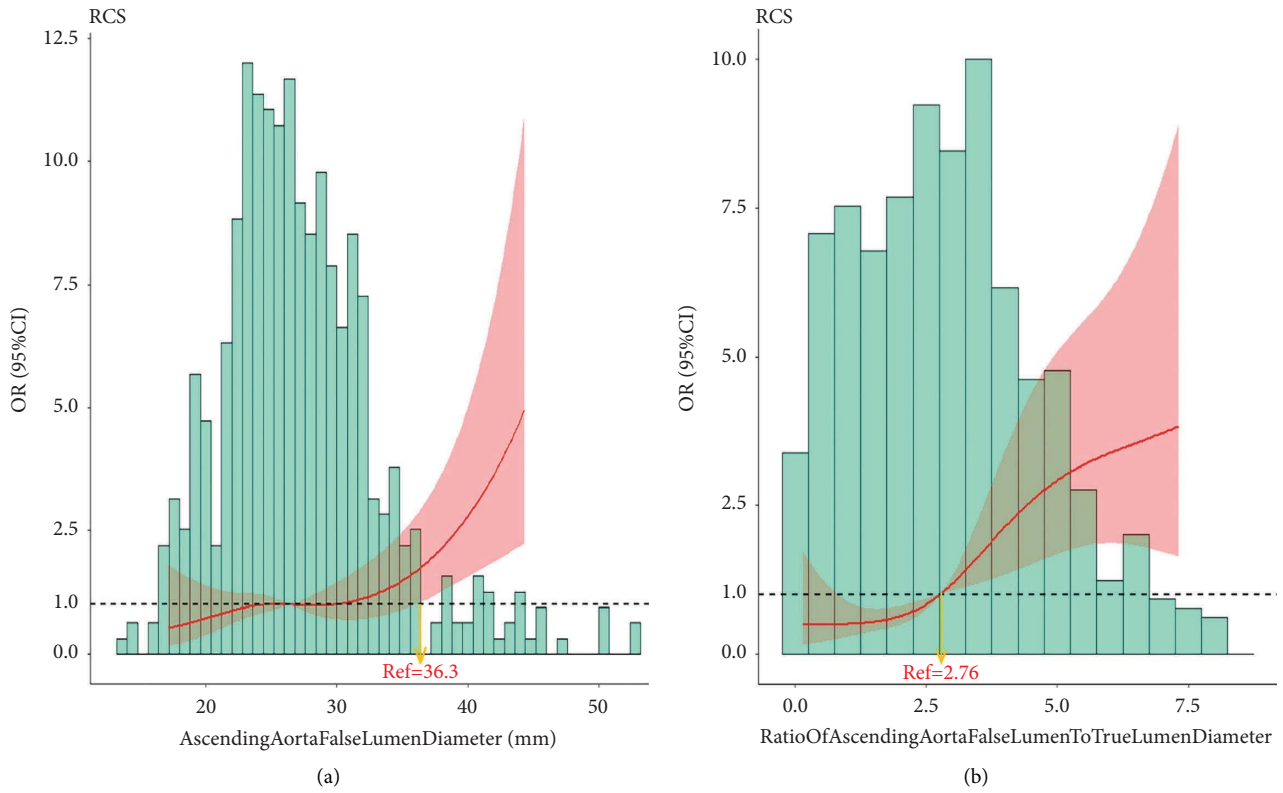 RCS
12.5
10.0
7.5
5.0
2.5
1.0
0.0
OR (95%CI)
Ref=36.3
20 30 40 50
AscendingAortaFalseLumenDiameter (mm)
(a)
RCS
10.0
7.5
5.0
2.5
1.0
0.0
OR (95%CI)
Ref=2.76
0.0 2.5 5.0 7.5
RatioOfAscendingAortaFalseLumenToTrueLumenDiameter
(b)